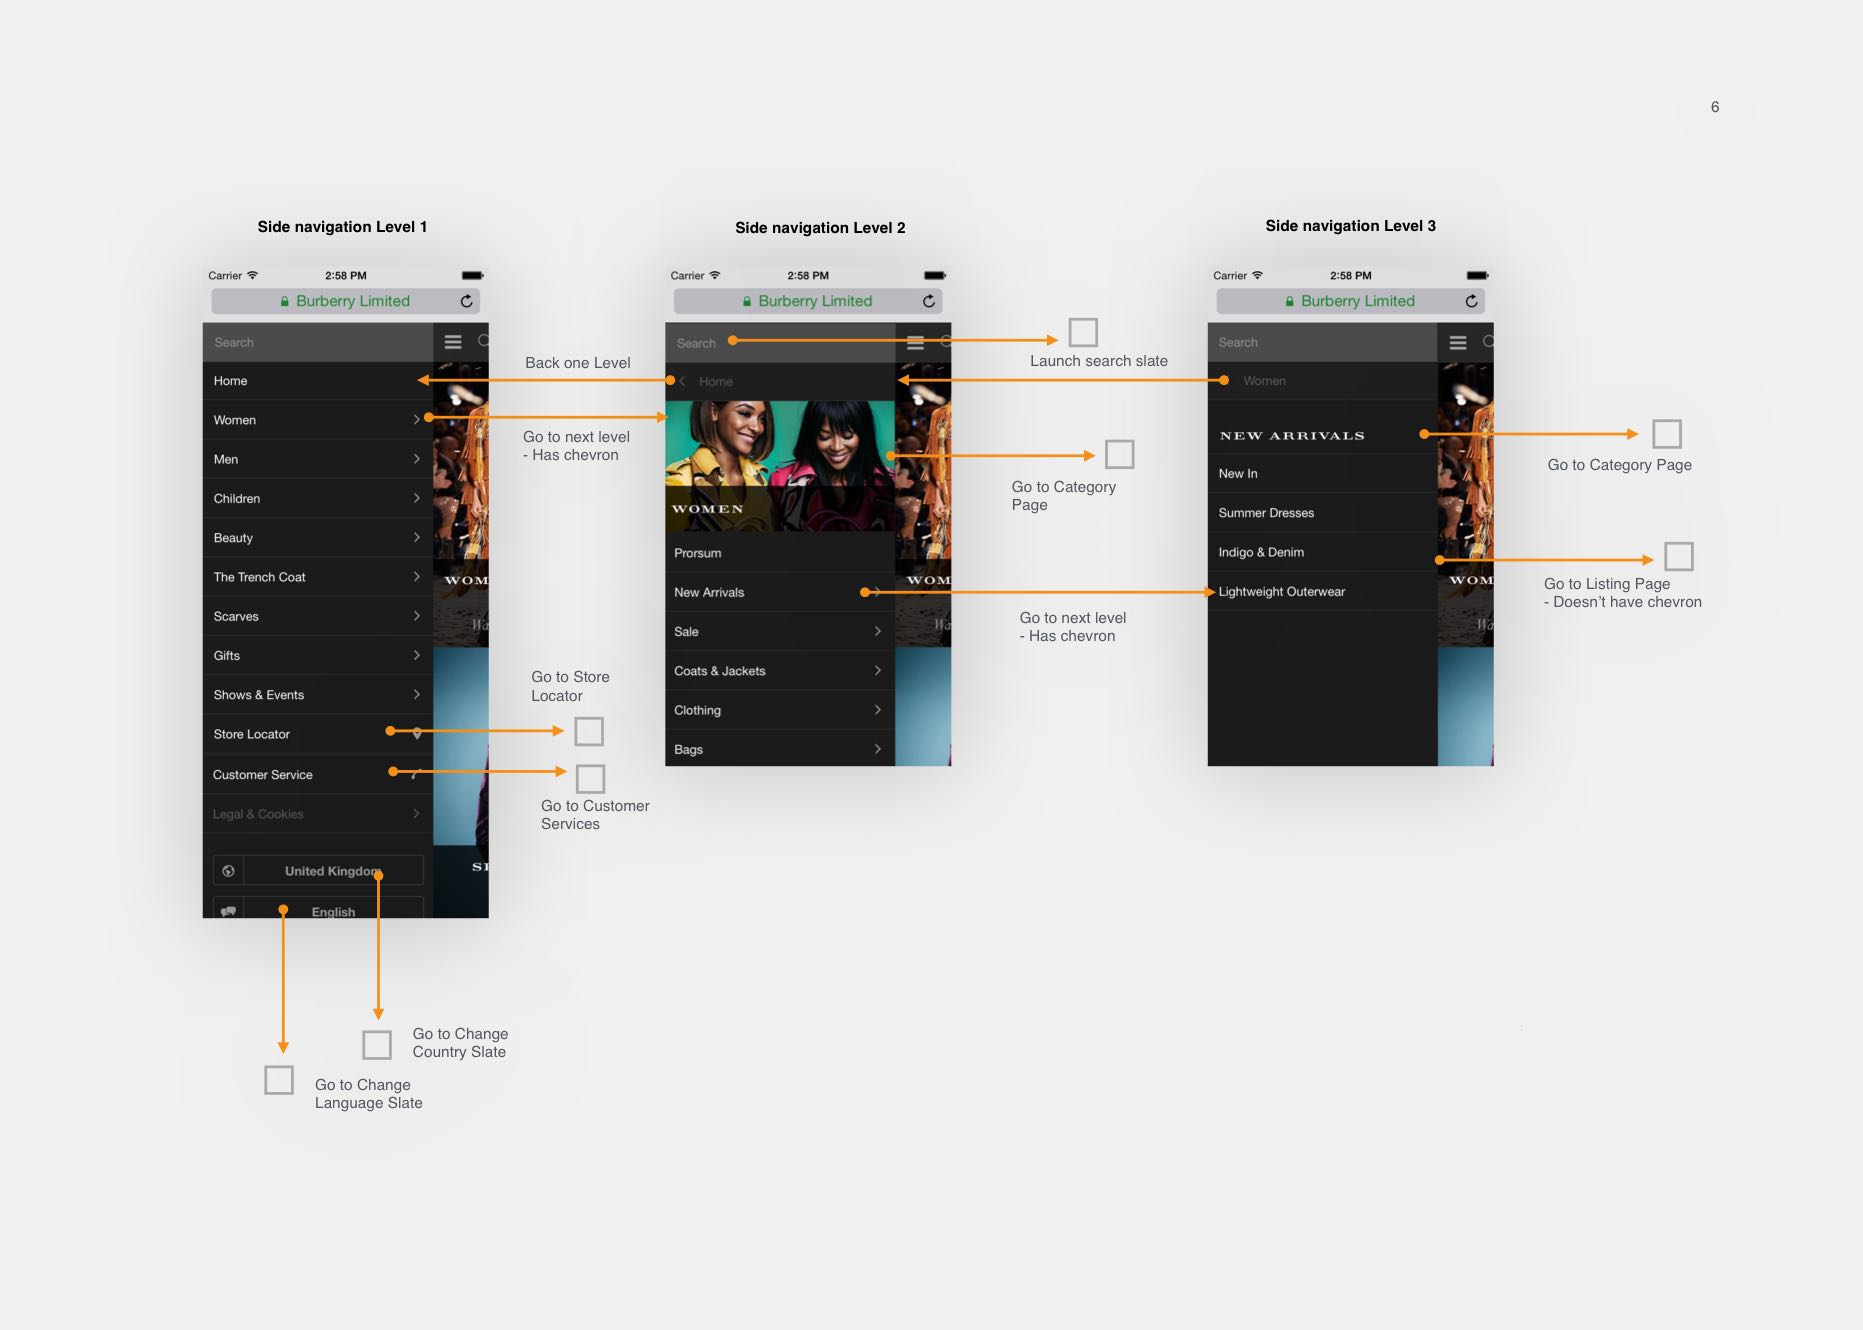 6
Side navigation Level 1
Carrier
2:58 PM
Burberry Limited
Search
Home
Women
Men
Children
Beauty
The Trench Coat
Scarves
Gifts
Shows & Events
Store Locator
Customer Service
Legal & Cookies
United Kingdom
English
WOM
Wa
SI
Back one Level
Go to next level
- Has chevron
Go to Store
Locator
Go to Customer
Services
Go to Change
Country Slate
Go to Change
Language Slate
Side navigation Level 2
Carrier
2:58 PM
Burberry Limited
Search
Home
WOMEN
Prorsum
New Arrivals
Sale
Coats & Jackets
Clothing
Bags
WOM
Wa
Launch search slate
Go to Category
Page
Go to next level
- Has chevron
Side navigation Level 3
Carrier
2:58 PM
Burberry Limited
Search
Women
NEW ARRIVALS
New In
Summer Dresses
Indigo & Denim
Lightweight Outerwear
WOM
Wa
Go to Category Page
Go to Listing Page
- Doesn't have chevron